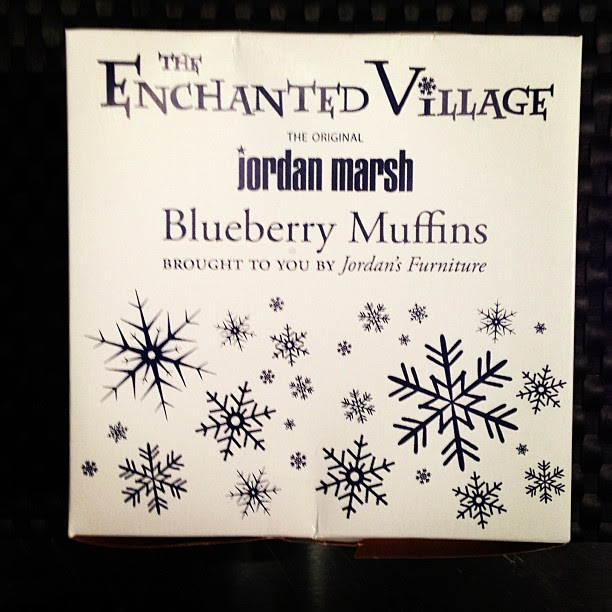 THE
ENCHANTED VILLAGE
THE ORIGINAL
jordan marsh
Blueberry Muffins
BROUGHT TO YOU BY Jordan's Furniture